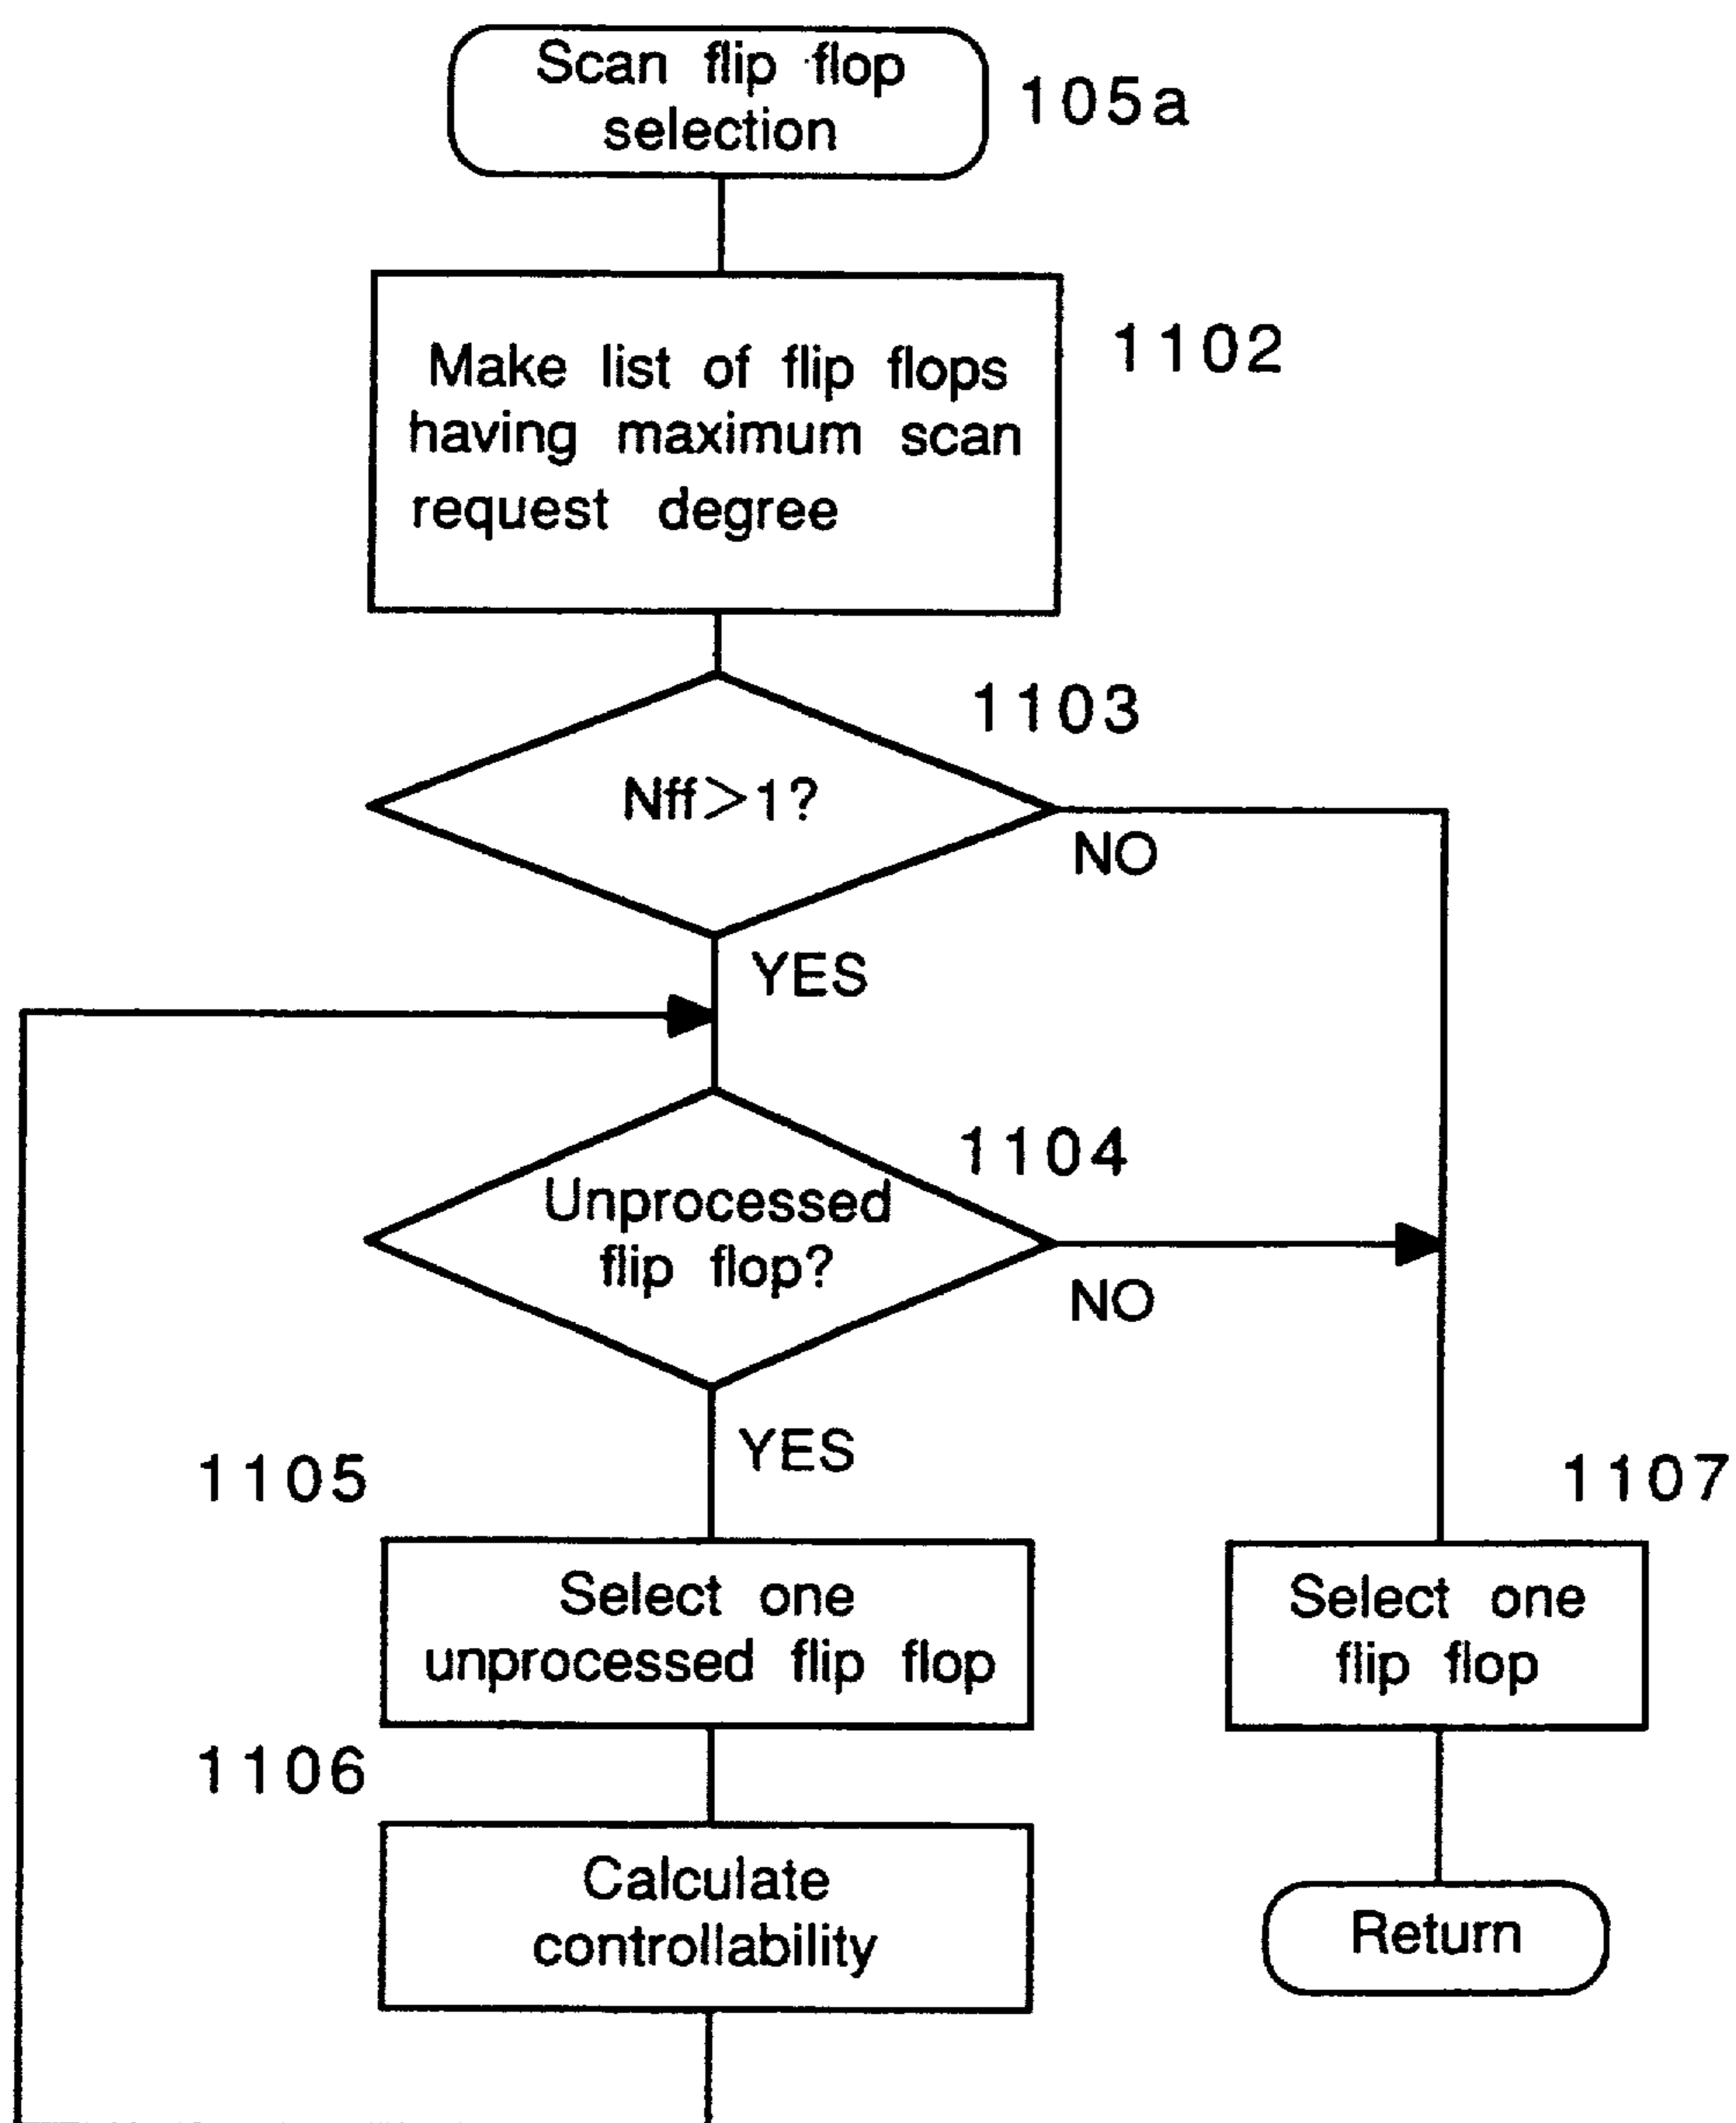 Scan flip flop
selection
105a
Make list of flip flops
having maximum scan
request degree
1102
1103
Nff>1?
NO
YES
1104
Unprocessed
flip flop?
NO
YES
1105
1107
Select one
unprocessed flip flop
Select one
flip flop
1106
Calculate
controllability
Return